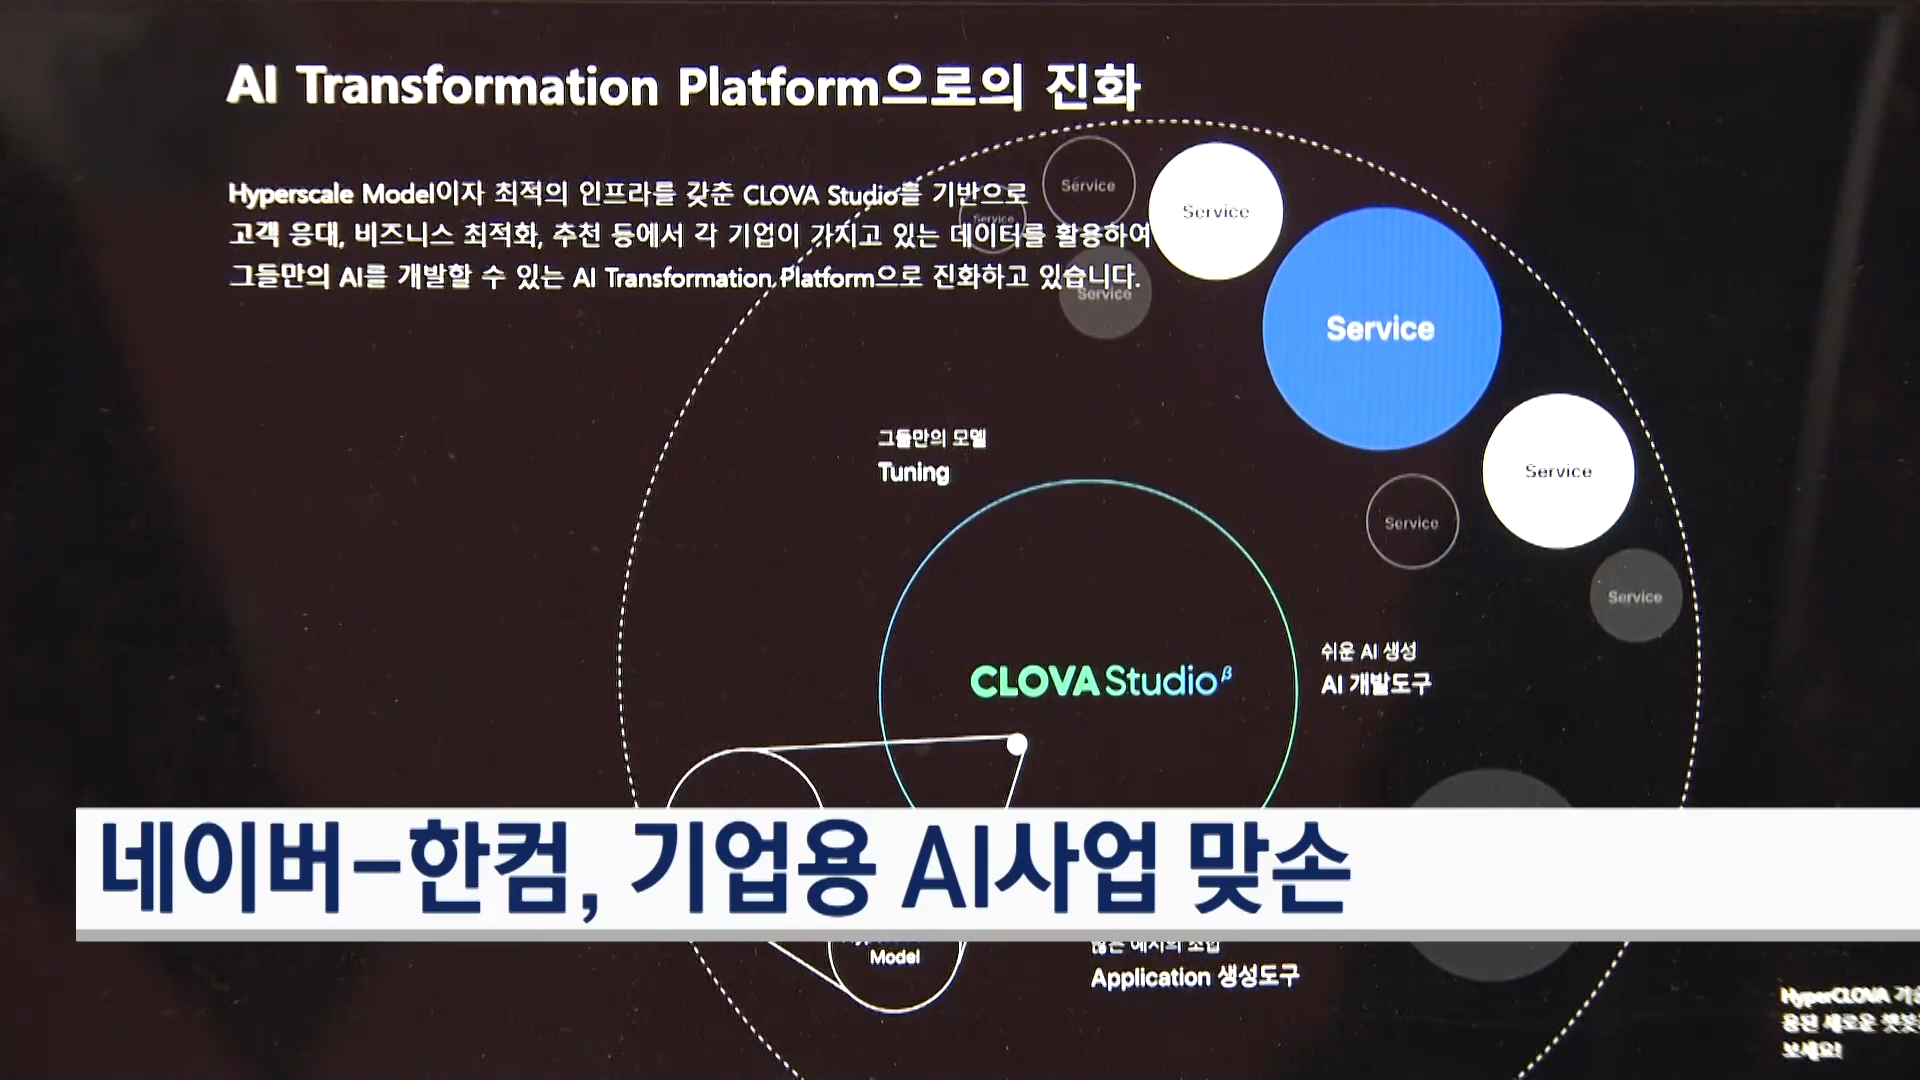 AI Transformation Platform으로의 진화
Hyperscale Model이자 최적의 인프라를 갖춘 CLOVA Studio를 기반으로
고객 응대, 비즈니스 최적화, 추천 등에서 각 기업이 가지고 있는 데이터를 활용하여
그들만의 AI를 개발할 수 있는 AI Transformation Platform으로 진화하고 있습니다.
Service
Service
Service
Service
Service
Service
Service
Service
그들만의 모델
Tuning
CLOVA Studio β
쉬운 AI 생성
AI 개발도구
네이버-한컴, 기업용 AI사업 맞손
Model
Application 생성도구
HyperCLOVA
새로운
보세요!